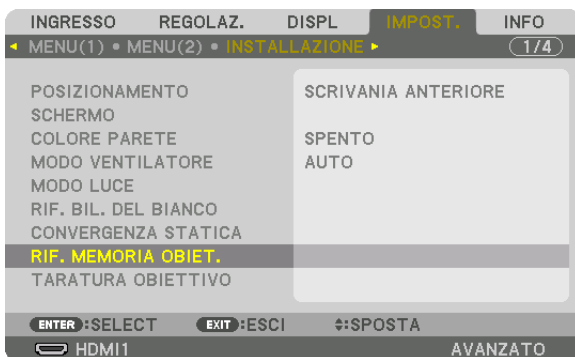 INGRESSO REGOLAZ. DISPL IMPOST. INFO
MENU(1) • MENU(2) • INSTALLAZIONE 1/4
POSIZIONAMENTO SCRIVANIA ANTERIORE
SCHERMO
COLORE PARETE SPENTO
MODO VENTILATORE AUTO
MODO LUCE
RIF. BIL. DEL BIANCO
CONVERGENZA STATICA
RIF. MEMORIA OBIET.
TARATURA OBIETTIVO
ENTER :SELECT EXIT :ESCI :SPOSTA
HDMI1 AVANZATO